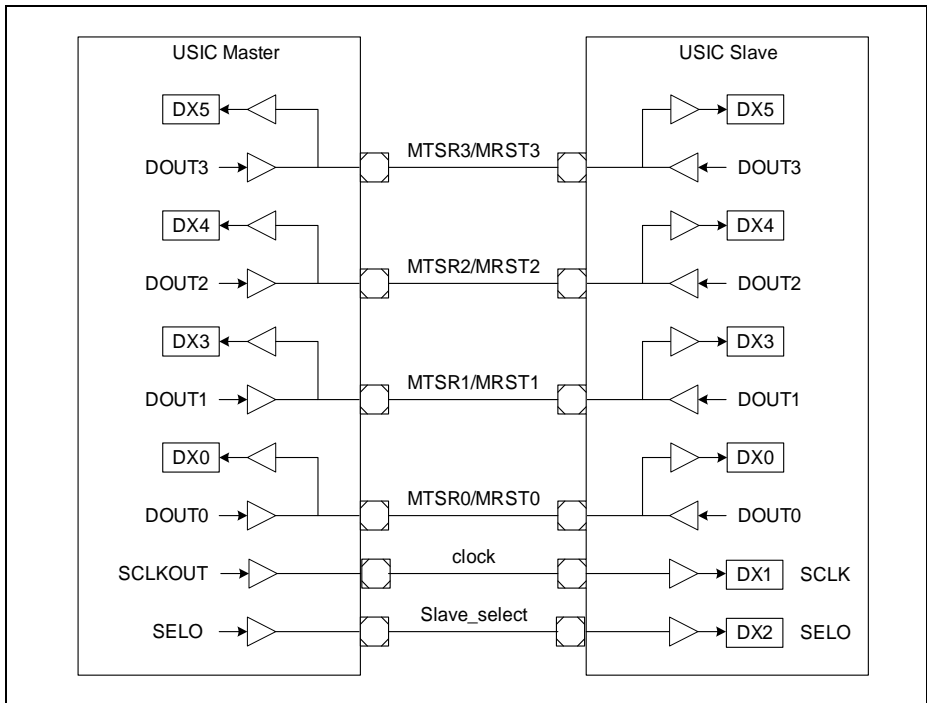 USIC Master USIC Slave
DX5 DX5
MTSR3/MRST3
DOUT3 DOUT3
DX4 DX4
MTSR2/MRST2
DOUT2 DOUT2
DX3 DX3
MTSR1/MRST1
DOUT1 DOUT1
DX0 DX0
MTSR0/MRST0
DOUT0 DOUT0
clock
SCLKOUT DX1 SCLK
Slave_select
SELO DX2 SELO